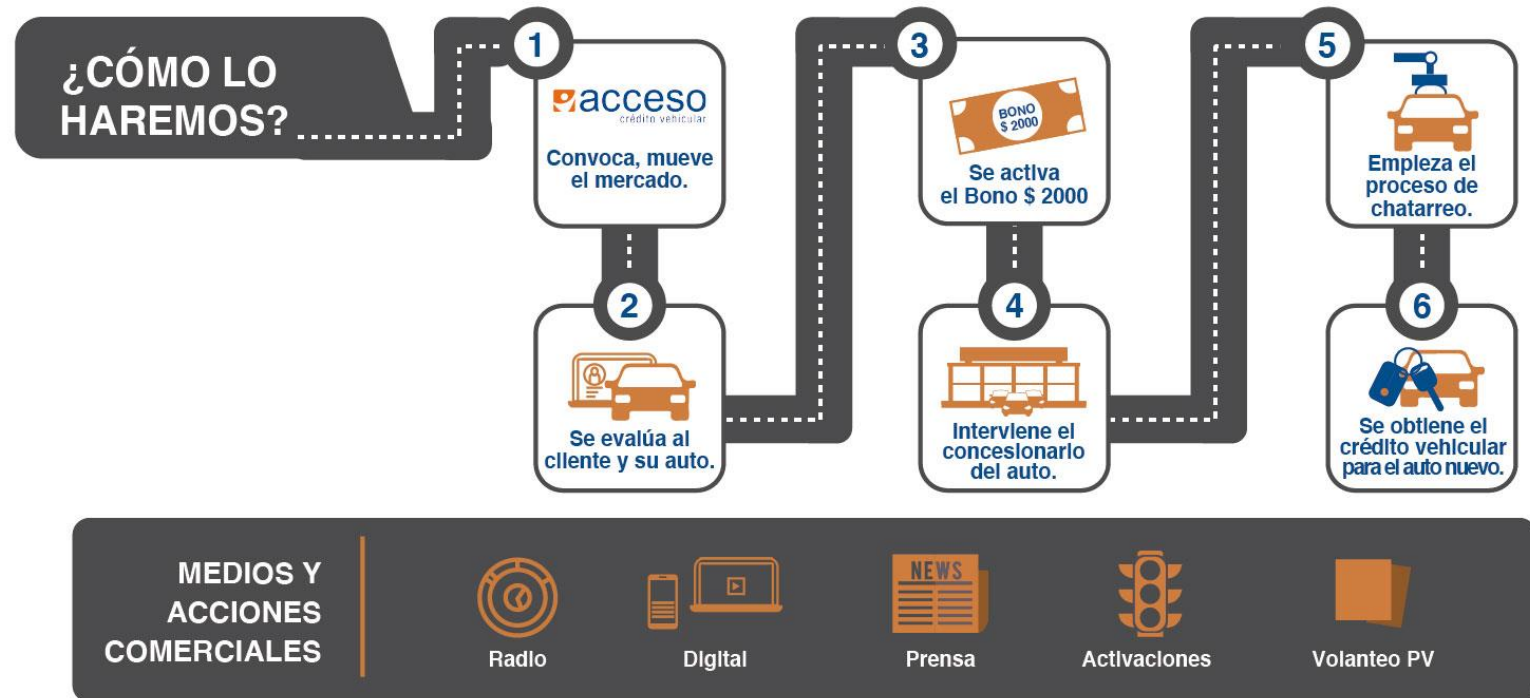 ¿CÓMO LO
HAREMOS?
1
acceso
crédito vehicular
Convoca, mueve
el mercado.
2
Se evalúa al
cliente y su auto.
3
BONO
$ 2000
Se activa
el Bono $ 2000
4
Interviene el
concesionario
del auto.
5
Empieza el
proceso de
chatarreo.
6
Se obtiene el
crédito vehicular
para el auto nuevo.
MEDIOS Y
ACCIONES
COMERCIALES
Radio
Digital
NEWS
Prensa
Activaciones
Volanteo PV